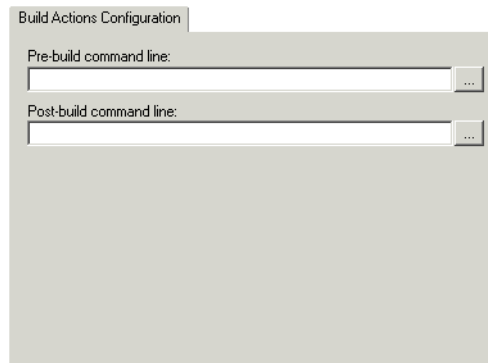 Build Actions Configuration
Pre-build command line:
...
Post-build command line:
...